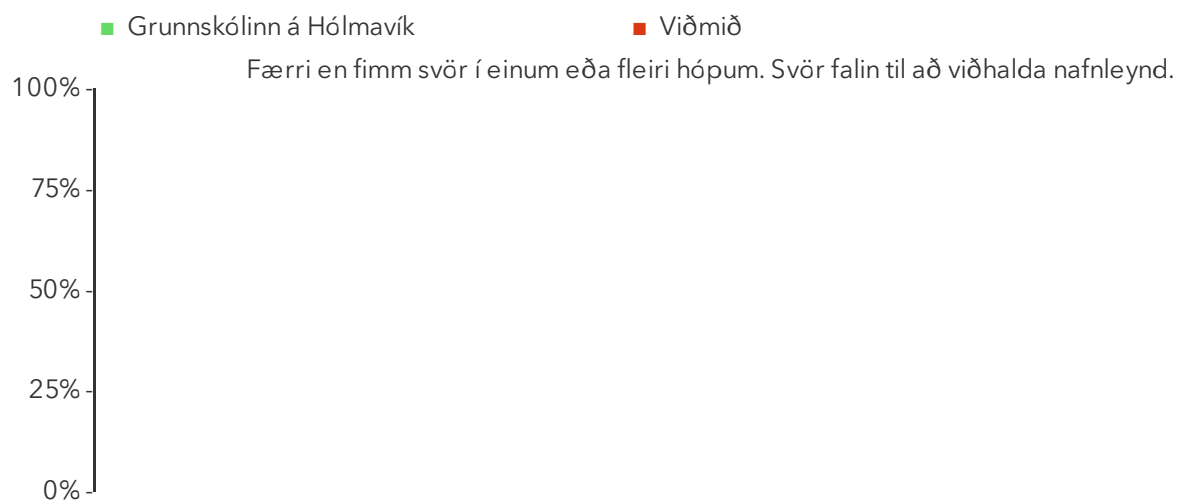 Grunnskólinn á Hólmavík
Viðmið
Færri en fimm svör í einum eða fleiri hópum. Svör falin til að viðhalda nafnleynd.
100%
75%
50%
25%
0%